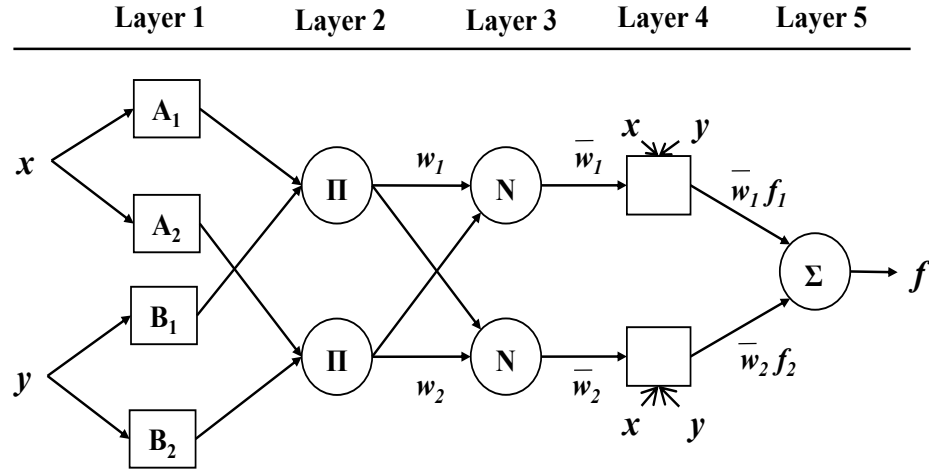 Layer 1 Layer 2 Layer 3 Layer 4 Layer 5
A₁
x y
x
w₁ w̅₁
Π N
w̅₁ f₁
A₂
Σ f
B₁
Π N
w̅₂ f₂
y
w₂ w̅₂
x y
B₂